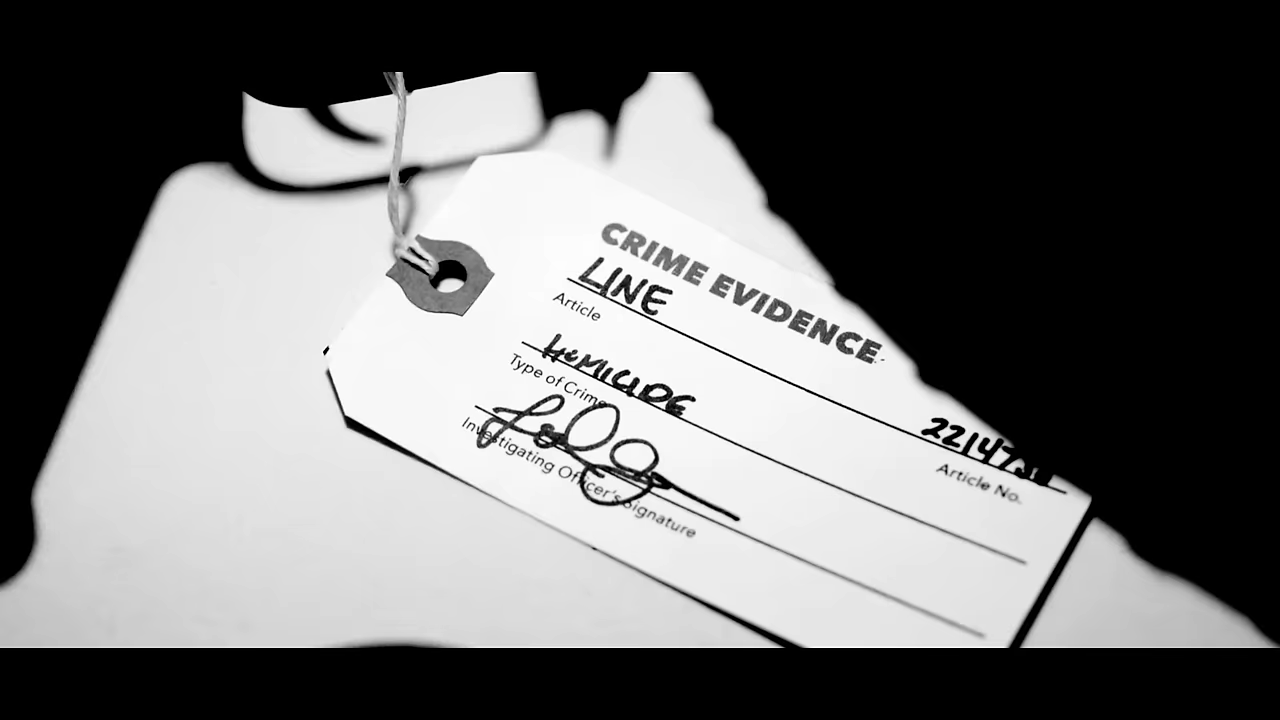 CRIME EVIDENCE
LINE
Article
Article No.
HOMICIDE
Type of Crime
Investigating Officer's Signature